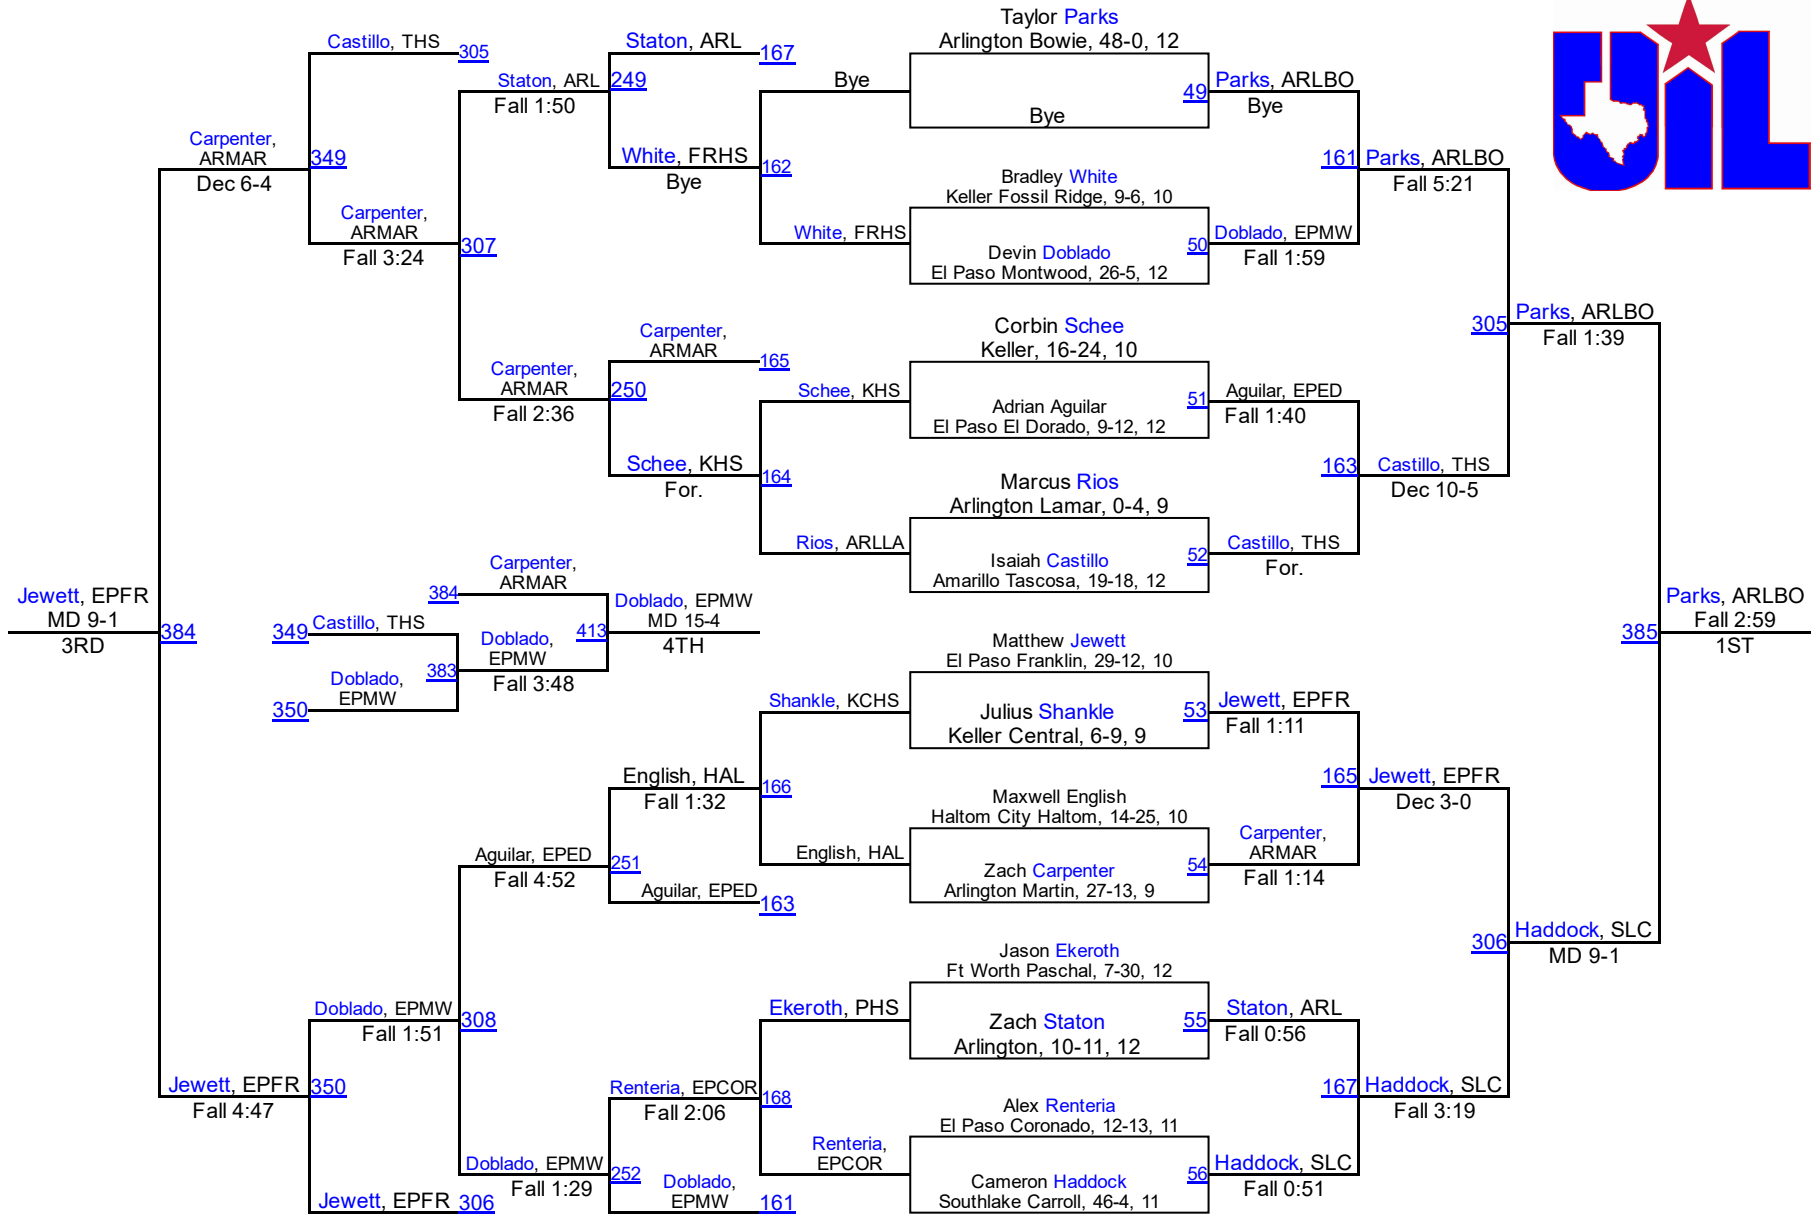 Taylor Parks
Arlington Bowie, 48-0, 12
Castillo, THS
305
Staton, ARL
167
Staton, ARL
249
Fall 1:50
Bye
Bye
49
Parks, ARLBO
Bye
Carpenter,
ARMAR
349
Dec 6-4
White, FRHS
162
Bye
161
Parks, ARLBO
Fall 5:21
Bradley White
Keller Fossil Ridge, 9-6, 10
Carpenter,
ARMAR
307
Fall 3:24
White, FRHS
Devin Doblado
El Paso Montwood, 26-5, 12
50
Doblado, EPMW
Fall 1:59
Corbin Schee
Keller, 16-24, 10
305
Parks, ARLBO
Fall 1:39
Carpenter,
ARMAR
165
Carpenter,
ARMAR
250
Fall 2:36
Schee, KHS
Adrian Aguilar
El Paso El Dorado, 9-12, 12
51
Aguilar, EPED
Fall 1:40
Schee, KHS
164
For.
163
Castillo, THS
Dec 10-5
Marcus Rios
Arlington Lamar, 0-4, 9
Rios, ARLLA
Isaiah Castillo
Amarillo Tascosa, 19-18, 12
52
Castillo, THS
For.
Carpenter,
ARMAR
384
Jewett, EPFR
MD 9-1
3RD
384
349
Castillo, THS
Doblado,
EPMW
383
Fall 3:48
413
Doblado, EPMW
MD 15-4
4TH
Doblado,
EPMW
350
385
Parks, ARLBO
Fall 2:59
1ST
Matthew Jewett
El Paso Franklin, 29-12, 10
Shankle, KCHS
Julius Shankle
Keller Central, 6-9, 9
53
Jewett, EPFR
Fall 1:11
English, HAL
166
Fall 1:32
165
Jewett, EPFR
Dec 3-0
Maxwell English
Haltom City Haltom, 14-25, 10
Aguilar, EPED
251
Fall 4:52
English, HAL
Zach Carpenter
Arlington Martin, 27-13, 9
54
Carpenter,
ARMAR
Fall 1:14
Aguilar, EPED
163
306
Haddock, SLC
MD 9-1
Jason Ekeroth
Ft Worth Paschal, 7-30, 12
Doblado, EPMW
308
Fall 1:51
Ekeroth, PHS
Zach Staton
Arlington, 10-11, 12
55
Staton, ARL
Fall 0:56
Jewett, EPFR
350
Fall 4:47
Renteria, EPCOR
168
Fall 2:06
167
Haddock, SLC
Fall 3:19
Alex Renteria
El Paso Coronado, 12-13, 11
Doblado, EPMW
252
Fall 1:29
Renteria,
EPCOR
Cameron Haddock
Southlake Carroll, 46-4, 11
56
Haddock, SLC
Fall 0:51
Jewett, EPFR
306
Doblado,
EPMW
161
UIL